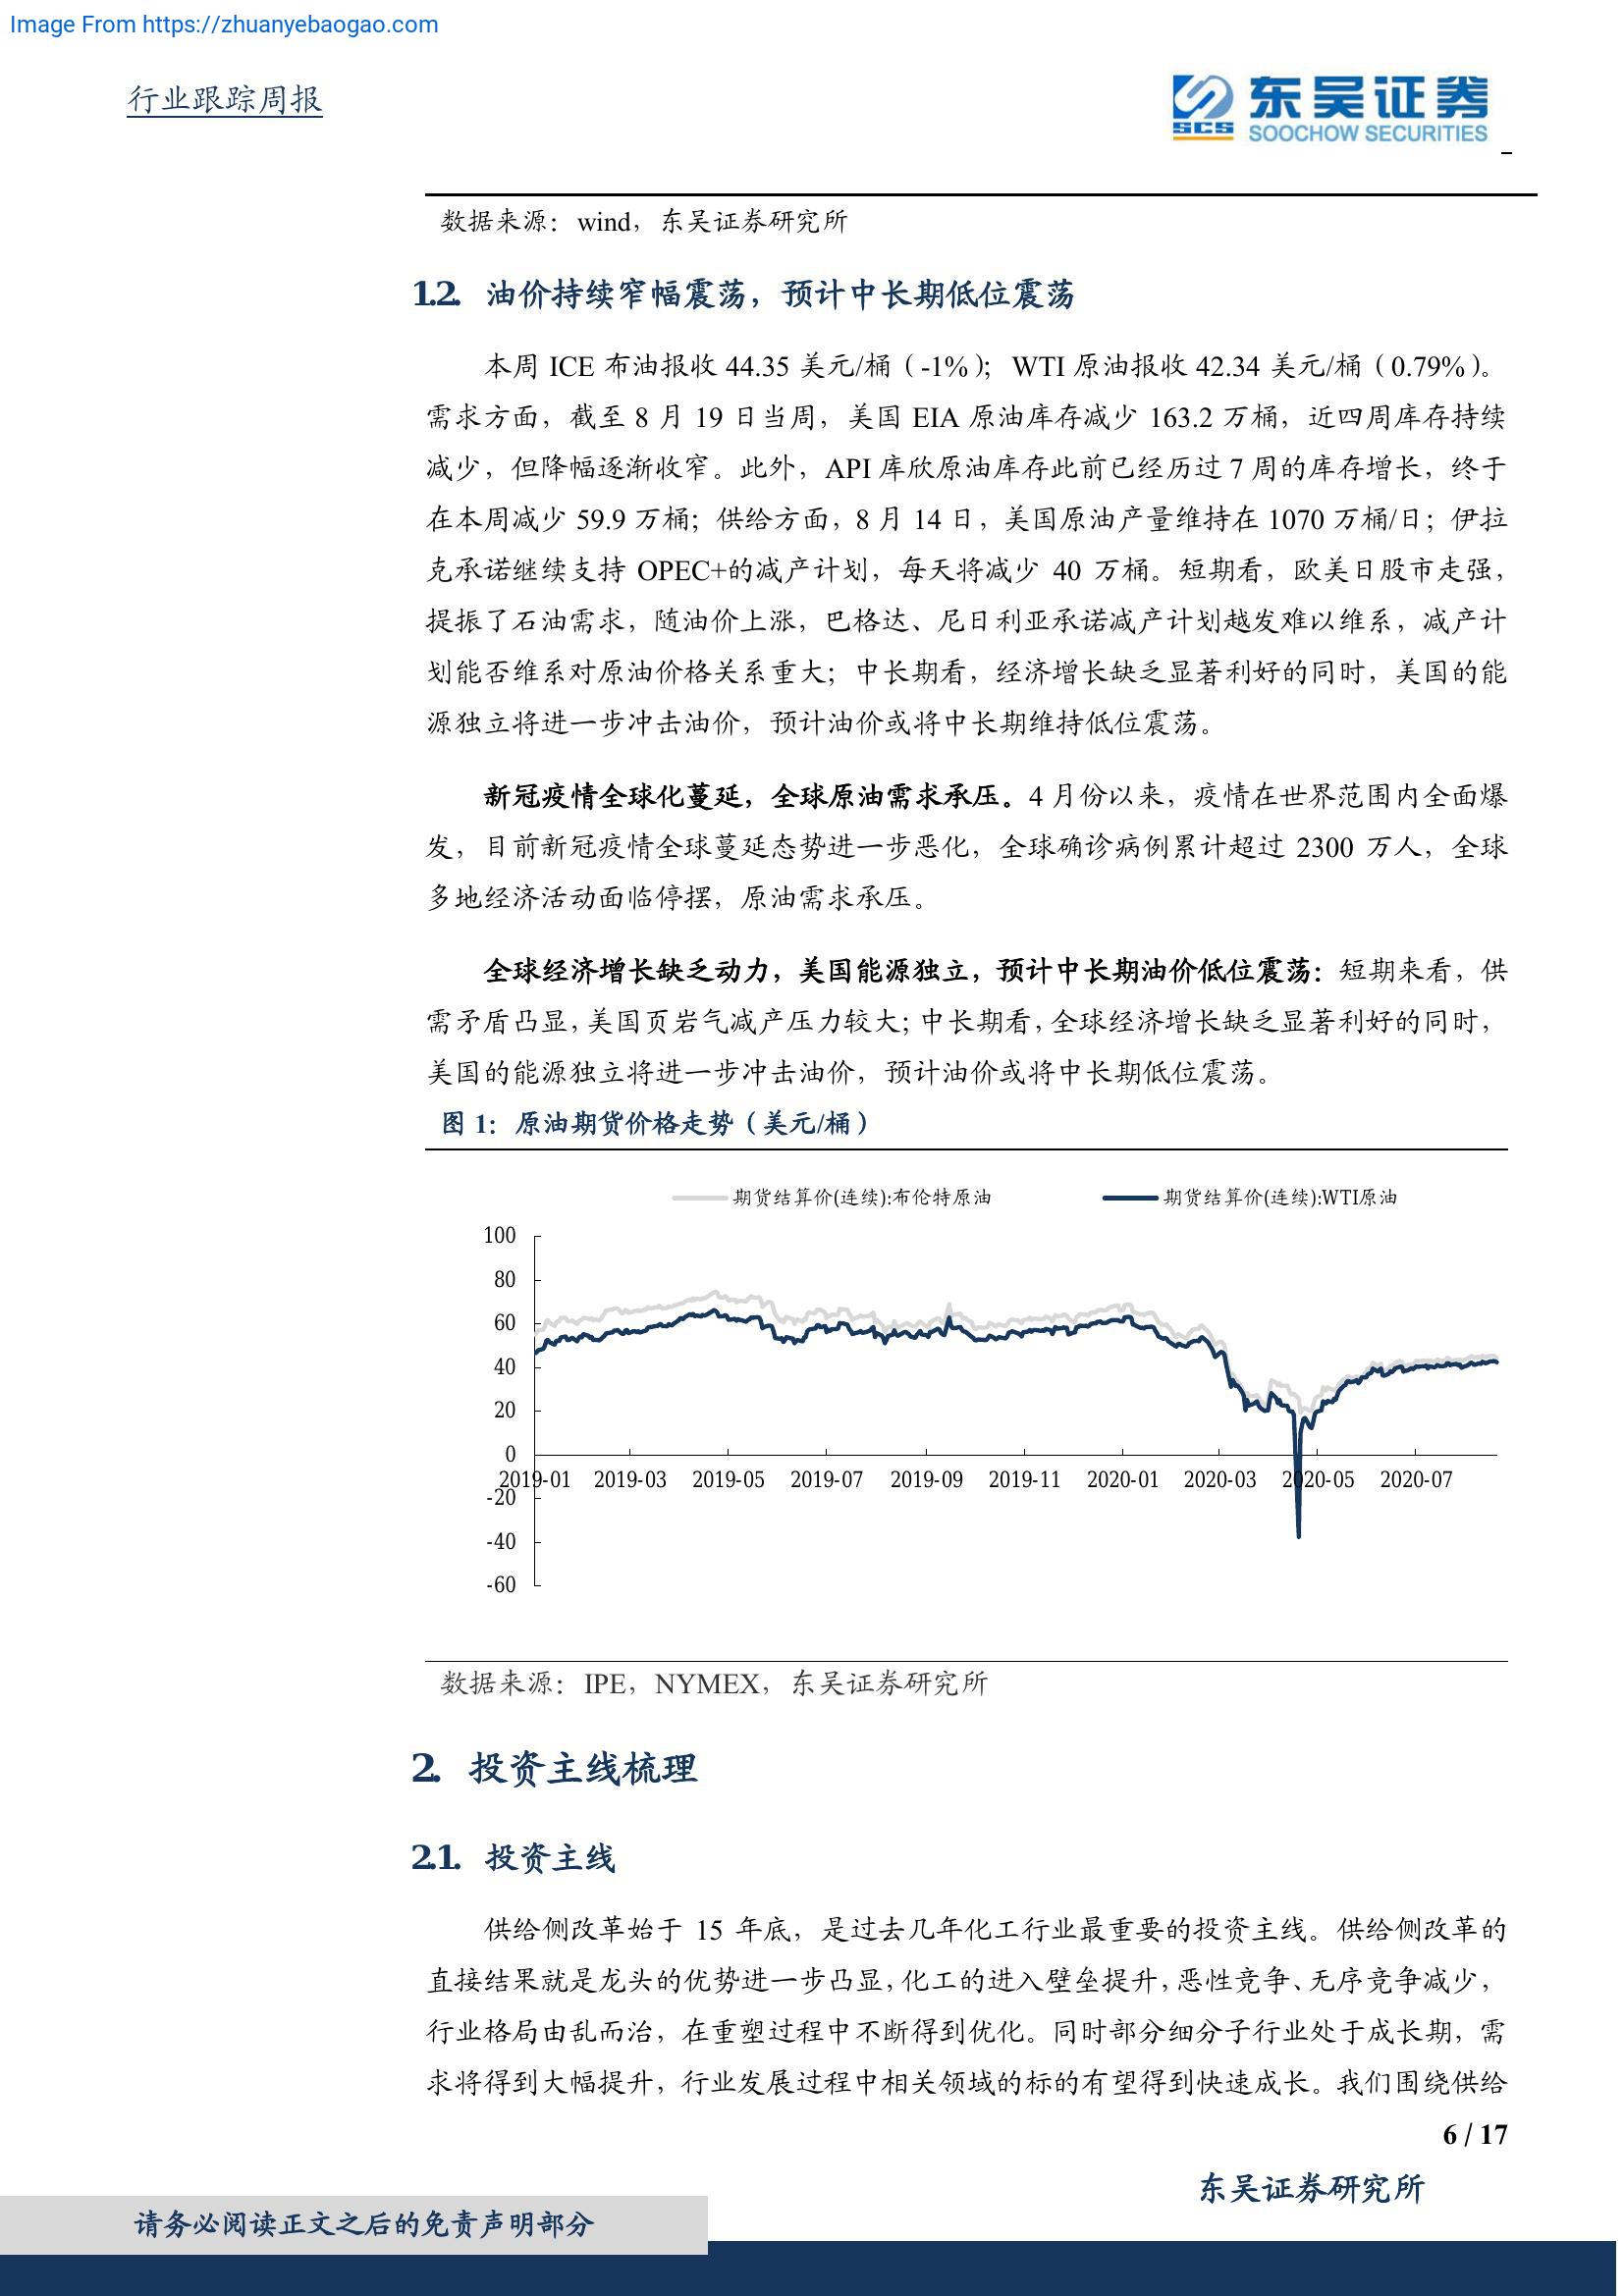 Image From https://zhuanyebaogao.com
行业跟踪周报
东吴证券
SCS
SOOCHOW SECURITIES
数据来源：wind，东吴证券研究所
1.2. 油价持续窄幅震荡，预计中长期低位震荡
本周 ICE 布油报收 44.35 美元/桶（-1%）；WTI 原油报收 42.34 美元/桶（0.79%）。
需求方面，截至 8 月 19 日当周，美国 EIA 原油库存减少 163.2 万桶，近四周库存持续
减少，但降幅逐渐收窄。此外，API 库欣原油库存此前已经历过 7 周的库存增长，终于
在本周减少 59.9 万桶；供给方面，8 月 14 日，美国原油产量维持在 1070 万桶/日；伊拉
克承诺继续支持 OPEC+的减产计划，每天将减少 40 万桶。短期看，欧美日股市走强，
提振了石油需求，随油价上涨，巴格达、尼日利亚承诺减产计划越发难以维系，减产计
划能否维系对原油价格关系重大；中长期看，经济增长缺乏显著利好的同时，美国的能
源独立将进一步冲击油价，预计油价或将中长期维持低位震荡。
新冠疫情全球化蔓延，全球原油需求承压。4 月份以来，疫情在世界范围内全面爆
发，目前新冠疫情全球蔓延态势进一步恶化，全球确诊病例累计超过 2300 万人，全球
多地经济活动面临停摆，原油需求承压。
全球经济增长缺乏动力，美国能源独立，预计中长期油价低位震荡：短期来看，供
需矛盾凸显，美国页岩气减产压力较大；中长期看，全球经济增长缺乏显著利好的同时，
美国的能源独立将进一步冲击油价，预计油价或将中长期低位震荡。
图 1：原油期货价格走势（美元/桶）
期货结算价(连续):布伦特原油 期货结算价(连续):WTI原油
100
80
60
40
20
0
2019-01 2019-03 2019-05 2019-07 2019-09 2019-11 2020-01 2020-03 2020-05 2020-07
-20
-40
-60
数据来源：IPE，NYMEX，东吴证券研究所
2. 投资主线梳理
2.1. 投资主线
供给侧改革始于 15 年底，是过去几年化工行业最重要的投资主线。供给侧改革的
直接结果就是龙头的优势进一步凸显，化工的进入壁垒提升，恶性竞争、无序竞争减少，
行业格局由乱而治，在重塑过程中不断得到优化。同时部分细分子行业处于成长期，需
求将得到大幅提升，行业发展过程中相关领域的标的有望得到快速成长。我们围绕供给
6 / 17
东吴证券研究所
请务必阅读正文之后的免责声明部分